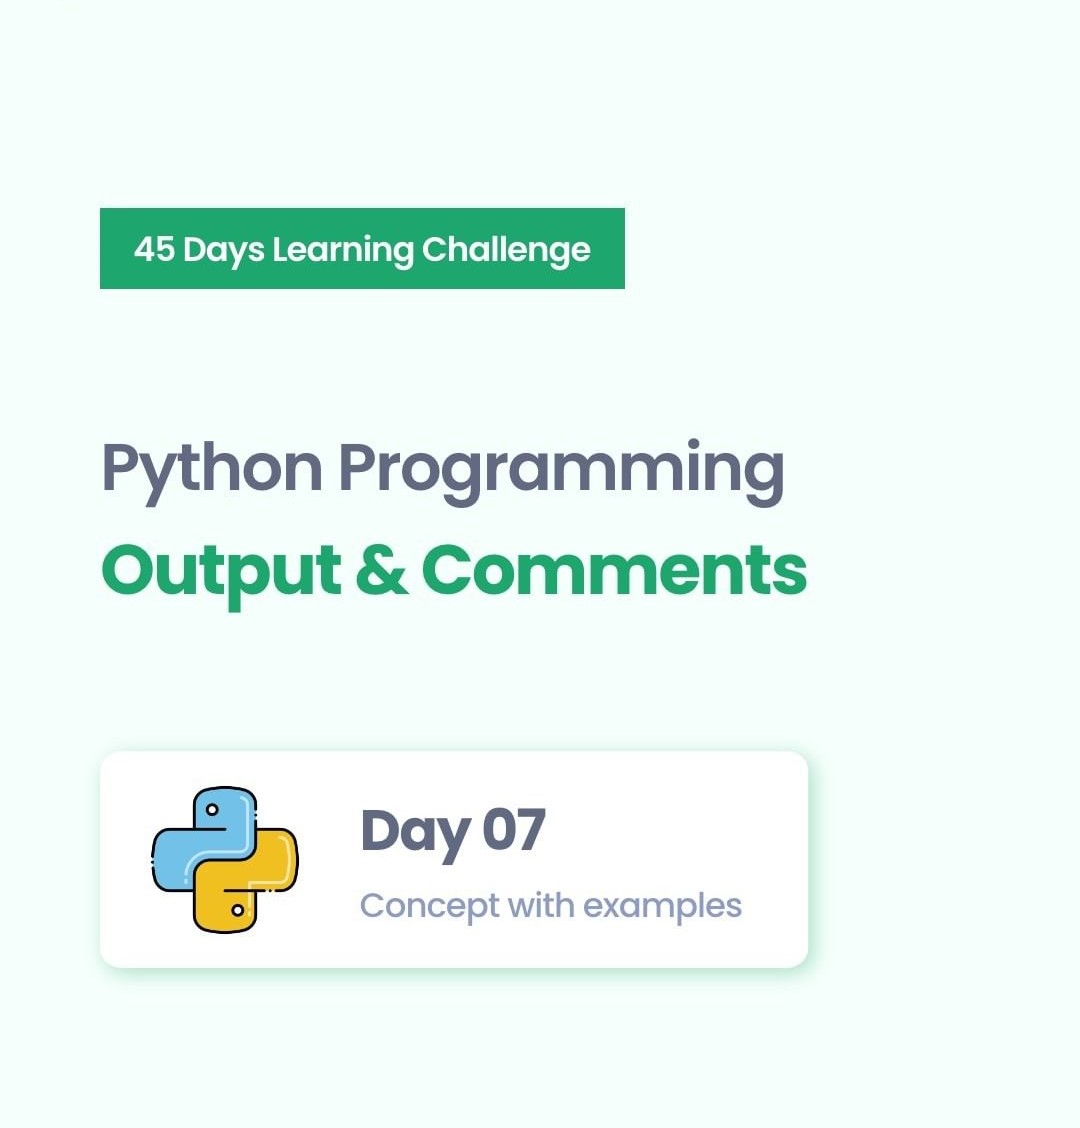 45 Days Learning Challenge
Python Programming
Output & Comments
Day 07
Concept with examples